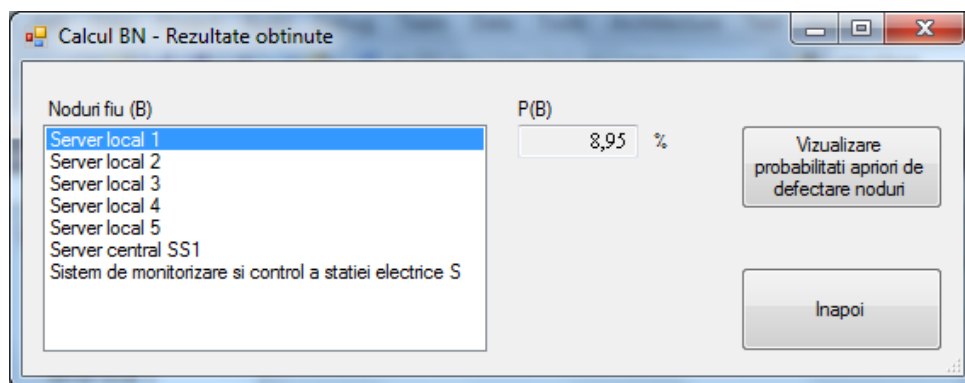 Calcul BN - Rezultate obtinute
Noduri fiu (B)
P(B)
Server local 1
8,95 %
Server local 2
Server local 3
Server local 4
Server local 5
Server central SS1
Sistem de monitorizare si control a statiei electrice S
Vizualizare
probabilitati apriori de
defectare noduri
Inapoi